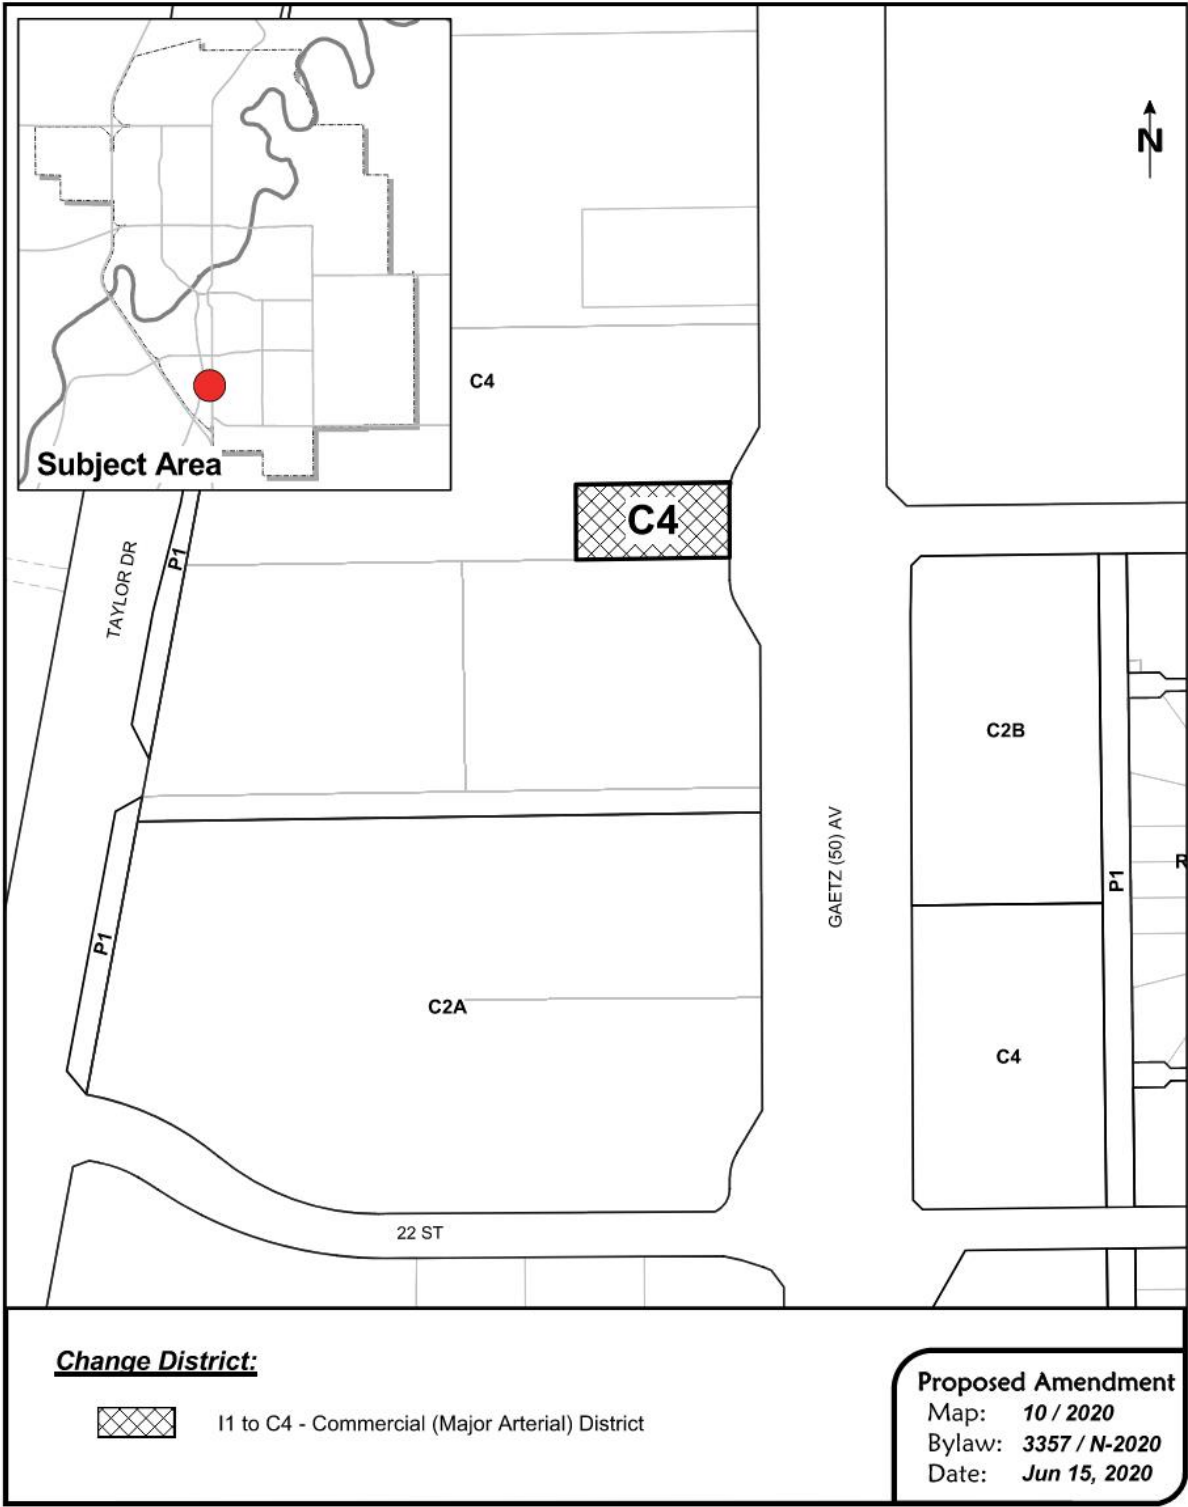 N
Subject Area
C4
C4
TAYLOR DR
P1
C2B
GAETZ (50) AV
P1
R
P1
C2A
C4
22 ST
Change District:
I1 to C4 - Commercial (Major Arterial) District
Proposed Amendment
Map: 10 / 2020
Bylaw: 3357 / N-2020
Date: Jun 15, 2020